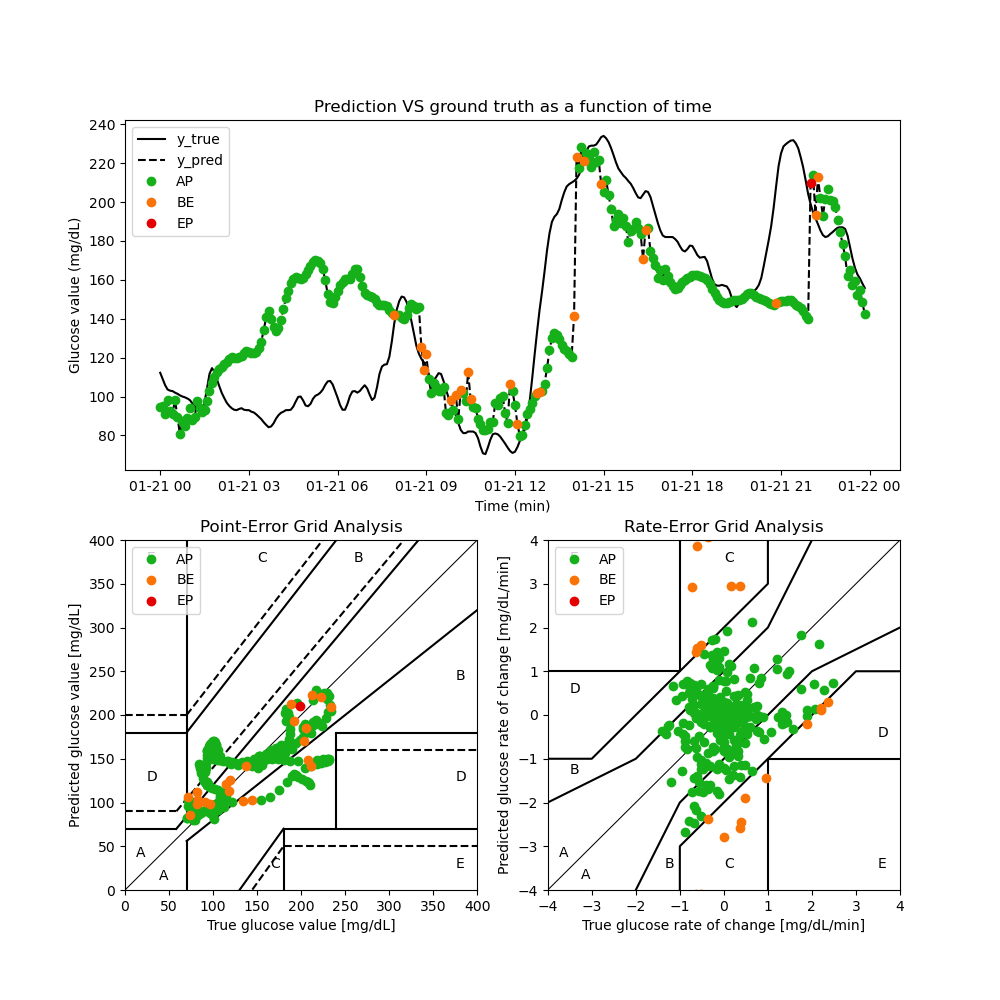 Prediction VS ground truth as a function of time
240
220
200
180
160
140
120
100
80
Glucose value (mg/dL)
y_true
y_pred
AP
BE
EP
01-21 00 01-21 03 01-21 06 01-21 09 01-21 12 01-21 15 01-21 18 01-21 21 01-22 00
Time (min)
Point-Error Grid Analysis
400
350
300
250
200
150
100
50
0
Predicted glucose value [mg/dL]
AP
BE
EP
C
B
B
D
D
A
A
C
E
0 50 100 150 200 250 300 350 400
True glucose value [mg/dL]
Rate-Error Grid Analysis
4
3
2
1
0
−1
−2
−3
−4
Predicted glucose rate of change [mg/dL/min]
AP
BE
EP
C
D
D
B
A
A
B
C
E
−4 −3 −2 −1 0 1 2 3 4
True glucose rate of change [mg/dL/min]